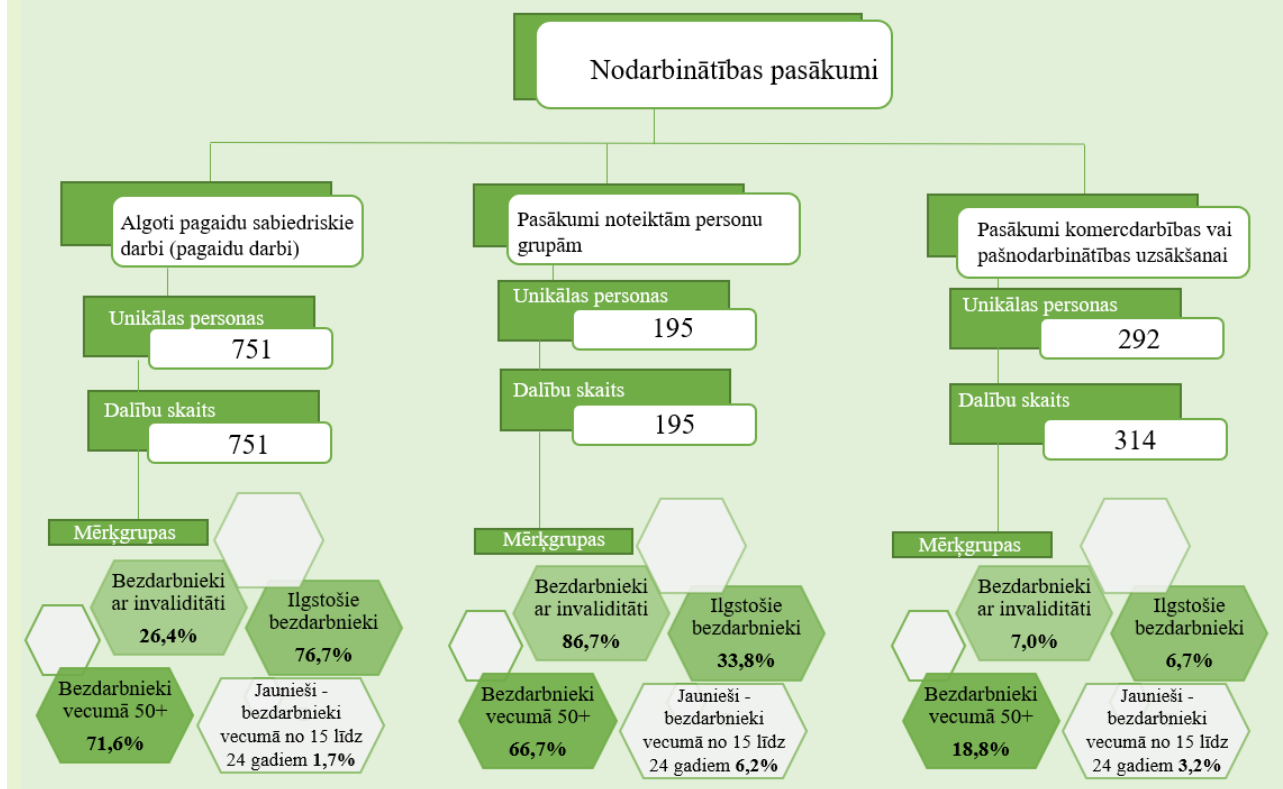 Nodarbinātības pasākumi
Algoti pagaidu sabiedriskie
darbi (pagaidu darbi)
Unikālas personas
751
Dalību skaits
751
Mērķgrupas
Bezdarbnieki
ar invaliditāti
26,4%
Ilgstošie
bezdarbnieki
76,7%
Bezdarbnieki
vecumā 50+
71,6%
Jaunieši -
bezdarbnieki
vecumā no 15 līdz
24 gadiem 1,7%
Pasākumi noteiktām personu
grupām
Unikālas personas
195
Dalību skaits
195
Mērķgrupas
Bezdarbnieki
ar invaliditāti
86,7%
Ilgstošie
bezdarbnieki
33,8%
Bezdarbnieki
vecumā 50+
66,7%
Jaunieši -
bezdarbnieki
vecumā no 15 līdz
24 gadiem 6,2%
Pasākumi komercdarbības vai
pašnodarbinātības uzsākšanai
Unikālas personas
292
Dalību skaits
314
Mērķgrupas
Bezdarbnieki
ar invaliditāti
7,0%
Ilgstošie
bezdarbnieki
6,7%
Bezdarbnieki
vecumā 50+
18,8%
Jaunieši -
bezdarbnieki
vecumā no 15 līdz
24 gadiem 3,2%